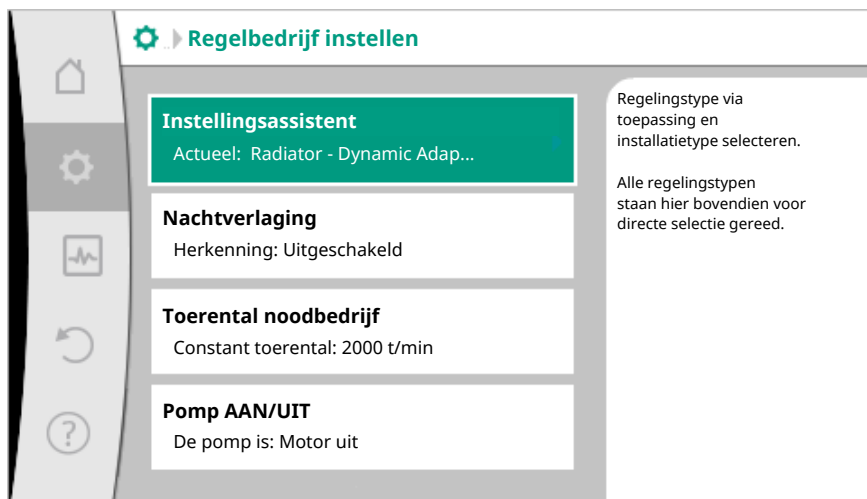 Regelbedrijf instellen
Instellingsassistent
Actueel: Radiator - Dynamic Adap...
Nachtverlaging
Herkenning: Uitgeschakeld
Toerental noodbedrijf
Constant toerental: 2000 t/min
Pomp AAN/UIT
De pomp is: Motor uit
Regelingstype via
toepassing en
installatietype selecteren.
Alle regelingstypen
staan hier bovendien voor
directe selectie gereed.